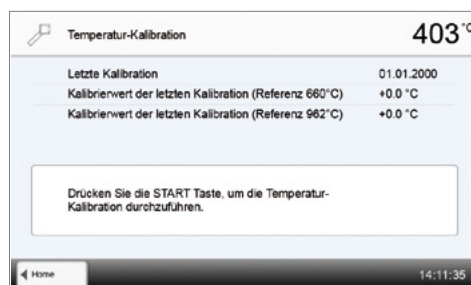 Temperatur-Kalibration 403°C
Letzte Kalibration 01.01.2000
Kalibrierwert der letzten Kalibration (Referenz 660°C) +0.0 °C
Kalibrierwert der letzten Kalibration (Referenz 962°C) +0.0 °C
Drücken Sie die START Taste, um die Temperatur-
Kalibration durchzuführen.
Home 14:11:35